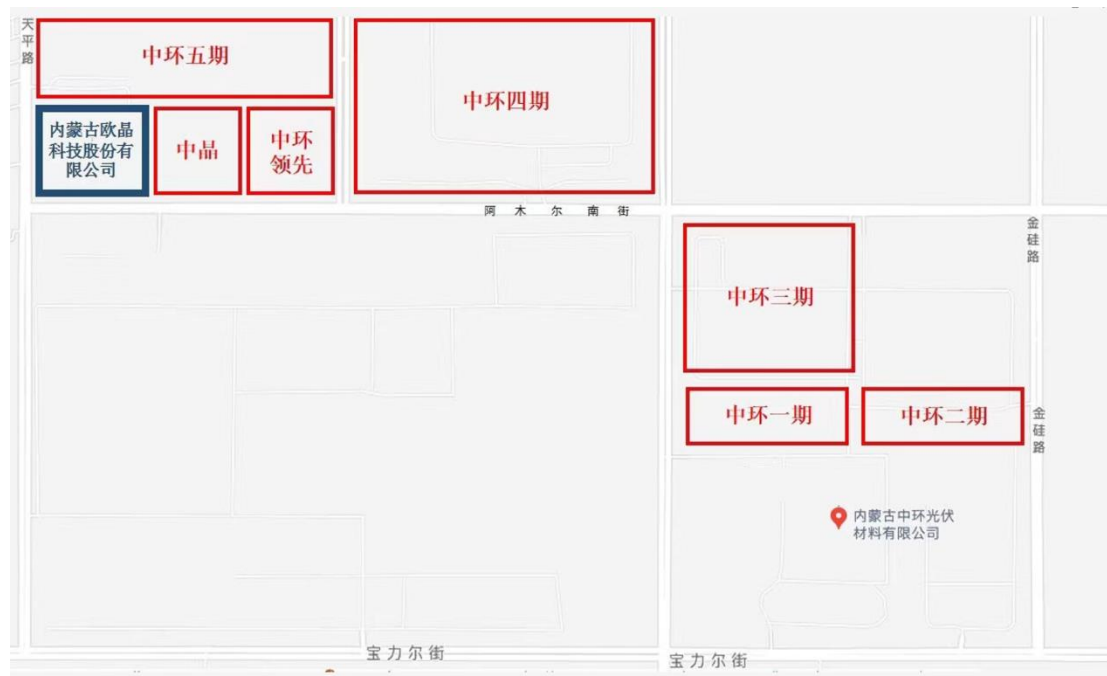 天平路
中环五期
中环四期
内蒙古欧晶
科技股份有
限公司
中晶
中环
领先
阿木尔南街
金硅路
中环三期
中环一期
中环二期
金硅路
内蒙古中环光伏
材料有限公司
宝力尔街
宝力尔街